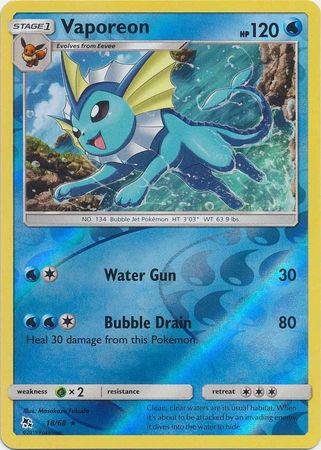 STAGE 1
Vaporeon
HP 120
Evolves from Eevee
NO. 134 Bubble Jet Pokémon HT: 3'03" WT: 63.9 lbs.
Water Gun 30
Bubble Drain 80
Heal 30 damage from this Pokémon.
weakness × 2 resistance retreat
Illus. Masakazu Fukuda
18/68 ★
Clean, clear waters are its usual habitat. When
it's about to be attacked by an invading enemy,
it dives into the water to hide.